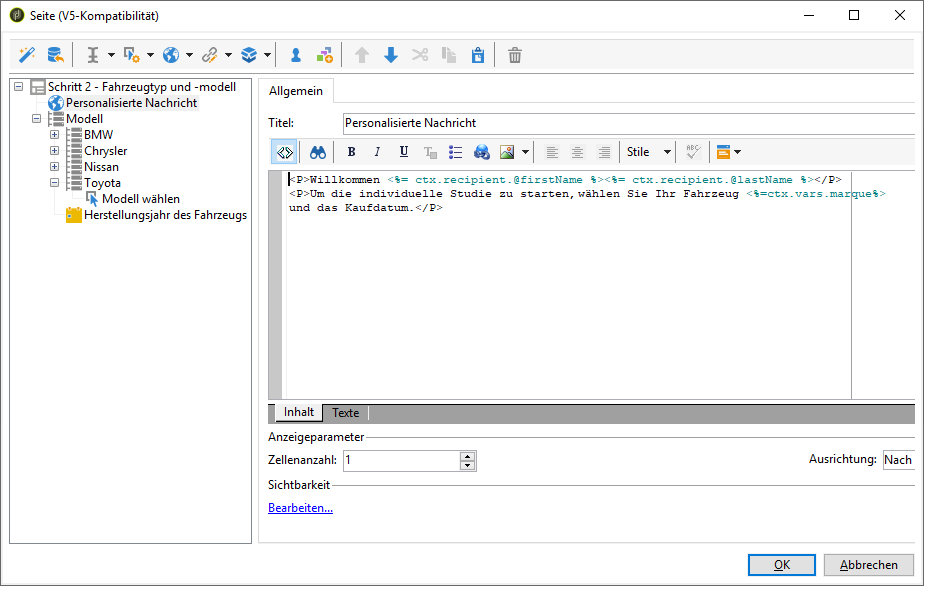 Seite (V5-Kompatibilität)
Schritt 2 - Fahrzeugtyp und -modell
Personalisierte Nachricht
Modell
BMW
Chrysler
Nissan
Toyota
Modell wählen
Herstellungsjahr des Fahrzeugs
Allgemein
Titel: Personalisierte Nachricht
B I U T Stile ABC
<P>Willkommen <%= ctx.recipient.@firstName %><%= ctx.recipient.@lastName %></P>
<P>Um die individuelle Studie zu starten,wählen Sie Ihr Fahrzeug <%=ctx.vars.marque%>
und das Kaufdatum.</P>
Inhalt Texte
Anzeigeparameter
Zellenanzahl: 1 Ausrichtung: Nach
Sichtbarkeit
Bearbeiten...
OK Abbrechen